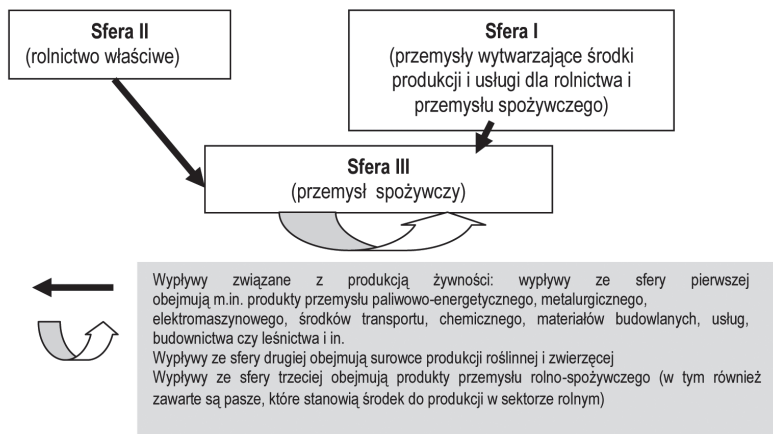 Sfera II
(rolnictwo właściwe)
Sfera I
(przemysły wytwarzające środki
produkcji i usługi dla rolnictwa i
przemysłu spożywczego)
Sfera III
(przemysł spożywczy)
Wypływy związane z produkcją żywności: wypływy ze sfery pierwszej
obejmują m.in. produkty przemysłu paliwowo-energetycznego, metalurgicznego,
elektromaszynowego, środków transportu, chemicznego, materiałów budowlanych, usług,
budownictwa czy leśnictwa i in.
Wypływy ze sfery drugiej obejmują surowce produkcji roślinnej i zwierzęcej
Wypływy ze sfery trzeciej obejmują produkty przemysłu rolno-spożywczego (w tym również
zawarte są pasze, które stanowią środek do produkcji w sektorze rolnym)